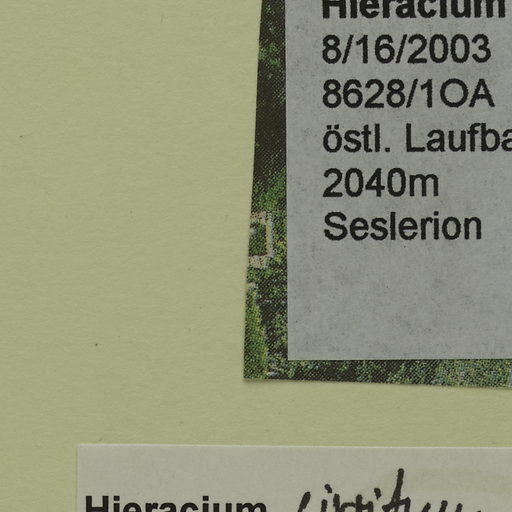 Hieracium
8/16/2003
8628/1OA
östl. Laufba
2040m
Seslerion
Hieracium